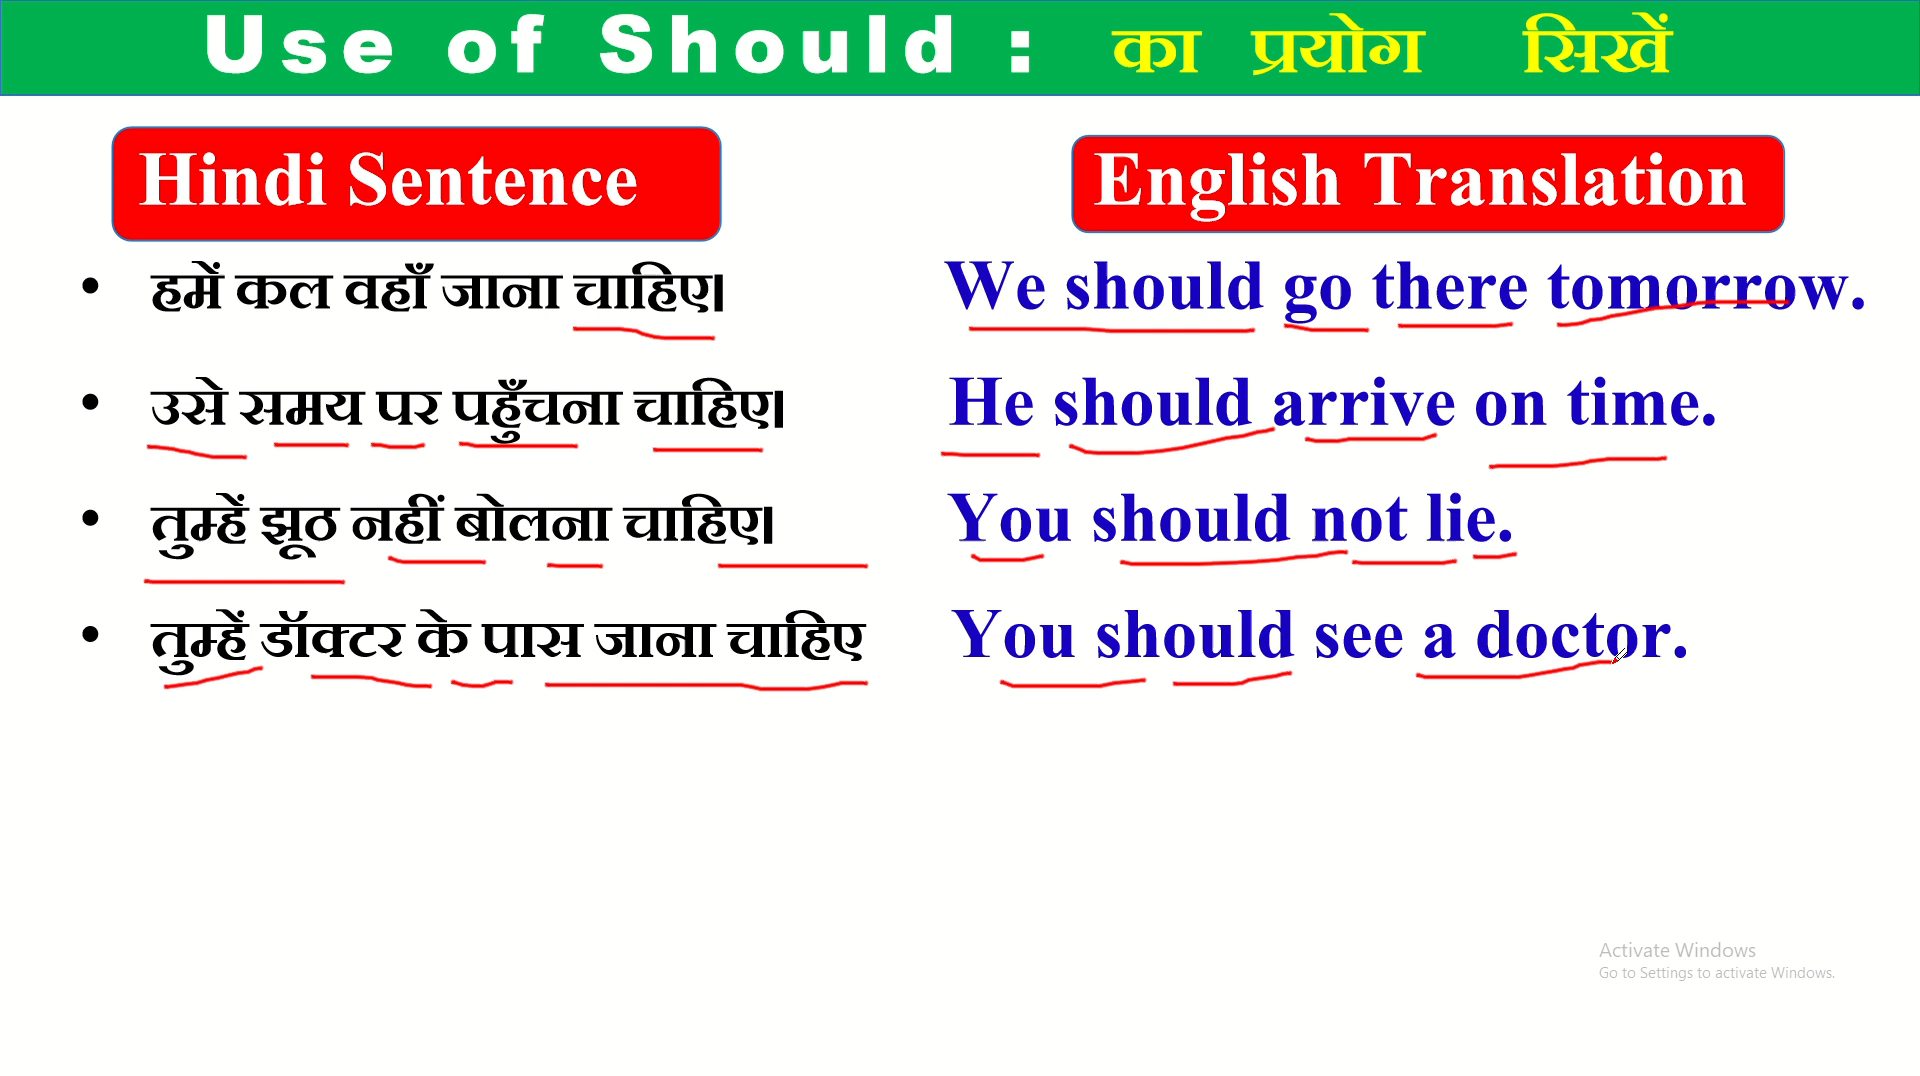 Use of Should : का प्रयोग सिखें
Hindi Sentence
English Translation
• हमें कल वहाँ जाना चाहिए।
We should go there tomorrow.
• उसे समय पर पहुँचना चाहिए।
He should arrive on time.
• तुम्हें झूठ नहीं बोलना चाहिए।
You should not lie.
• तुम्हें डॉक्टर के पास जाना चाहिए
You should see a doctor.
Activate Windows
Go to Settings to activate Windows.